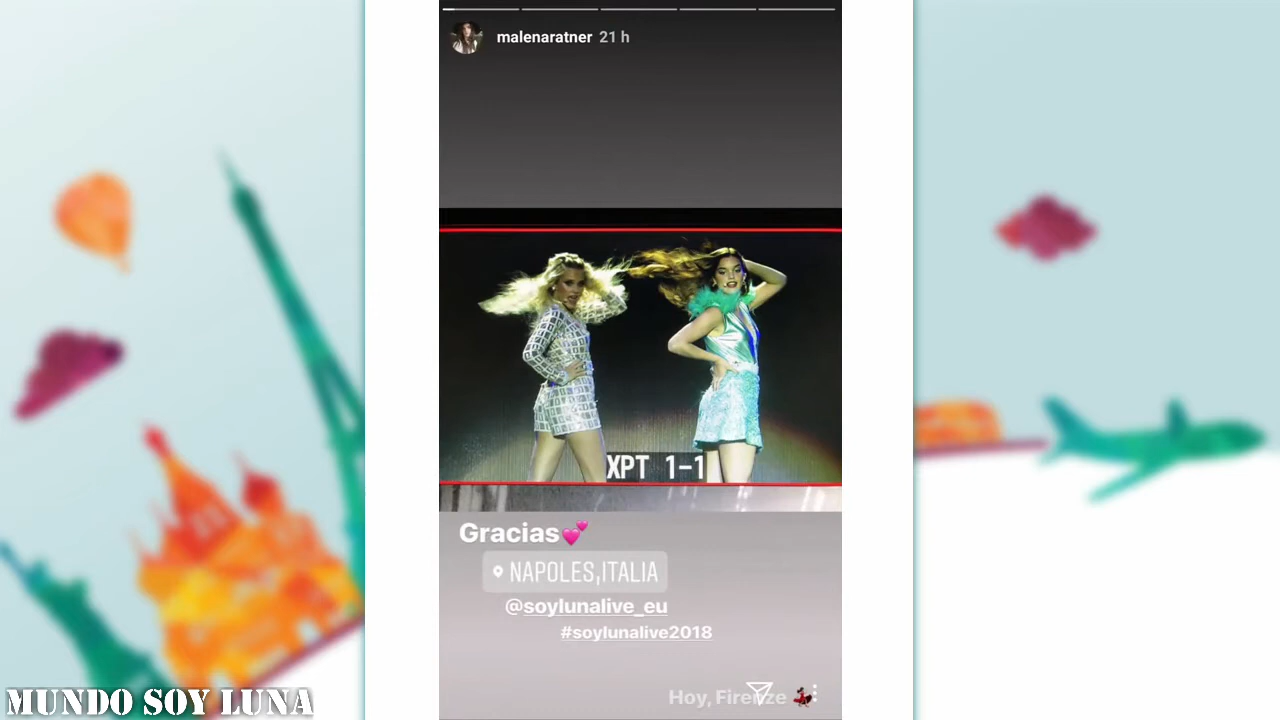 malenaratner 21 h
XPT 1-1
Gracias💕
NAPOLES,ITALIA
@soylunalive_eu
#soylunalive2018
Hoy, Firenze 💃
MUNDO SOY LUNA